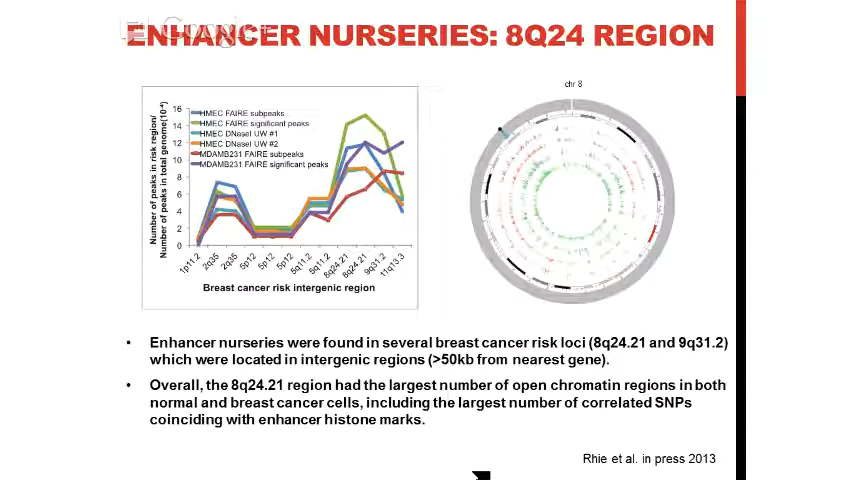 Google+
ENHANCER NURSERIES: 8Q24 REGION
chr 8
Number of peaks in risk region/
Number of peaks in total genome(10⁻⁴)
16
14
12
10
8
6
4
2
0
HMEC FAIRE subpeaks
HMEC FAIRE significant peaks
HMEC DNaseI UW #1
HMEC DNaseI UW #2
MDAMB231 FAIRE subpeaks
MDAMB231 FAIRE significant peaks
1p11.2
2q35
2q35
5p12
5p12
5p12
5q11.2
5q11.2
8q24.21
8q24.21
9q31.2
11q13.3
Breast cancer risk intergenic region
• Enhancer nurseries were found in several breast cancer risk loci (8q24.21 and 9q31.2)
which were located in intergenic regions (>50kb from nearest gene).
• Overall, the 8q24.21 region had the largest number of open chromatin regions in both
normal and breast cancer cells, including the largest number of correlated SNPs
coinciding with enhancer histone marks.
Rhie et al. in press 2013